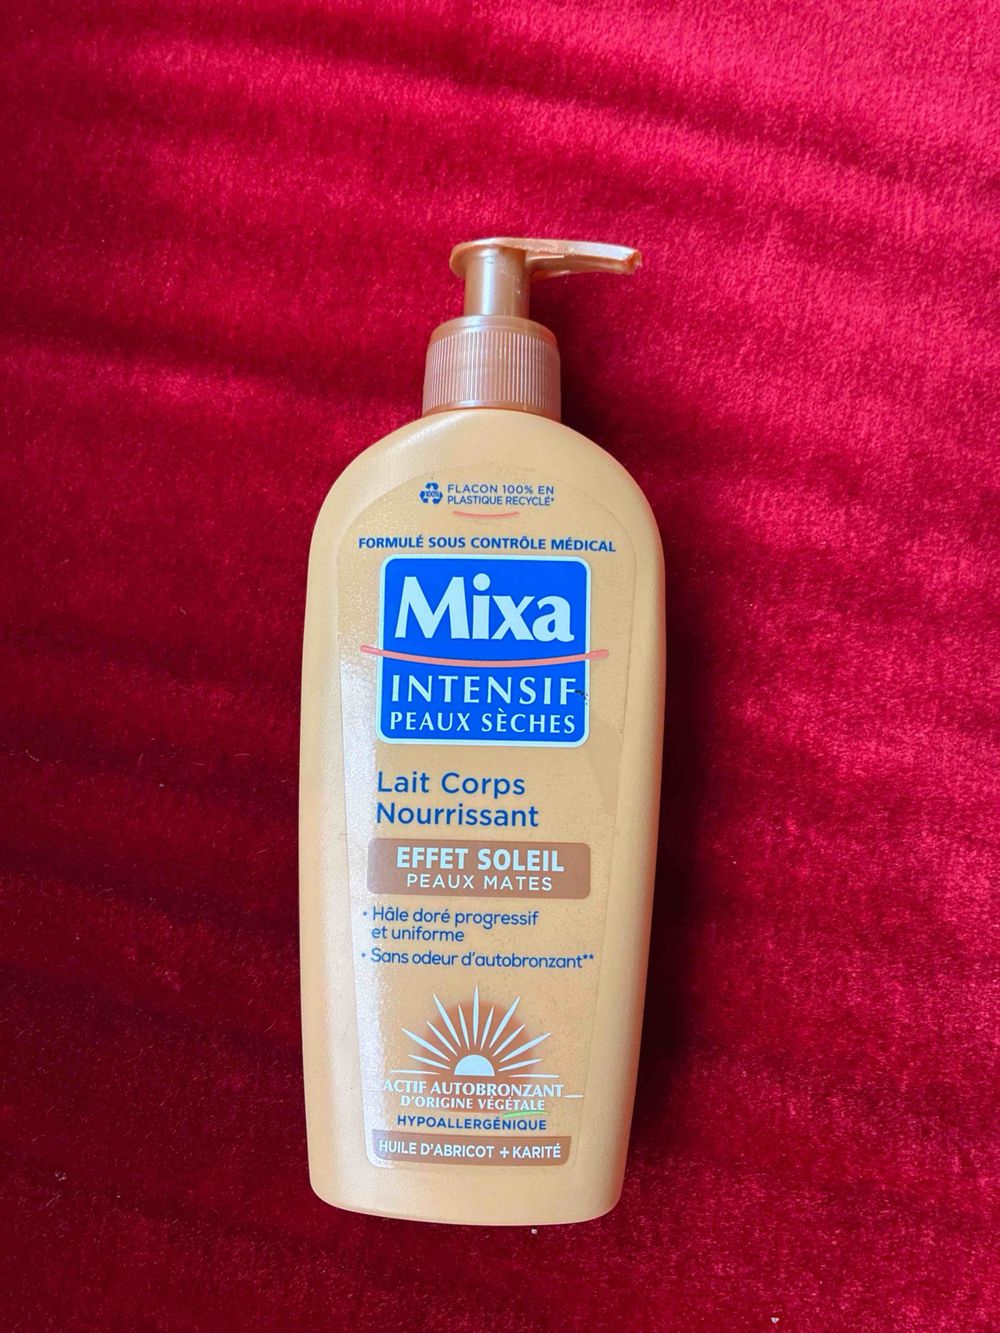 100%
FLACON 100% EN
PLASTIQUE RECYCLÉ*
FORMULÉ SOUS CONTRÔLE MÉDICAL
Mixa
INTENSIF
PEAUX SÈCHES
Lait Corps
Nourrissant
EFFET SOLEIL
PEAUX MATES
• Hâle doré progressif
et uniforme
• Sans odeur d'autobronzant**
ACTIF AUTOBRONZANT
D'ORIGINE VÉGÉTALE
HYPOALLERGÉNIQUE
HUILE D'ABRICOT + KARITÉ